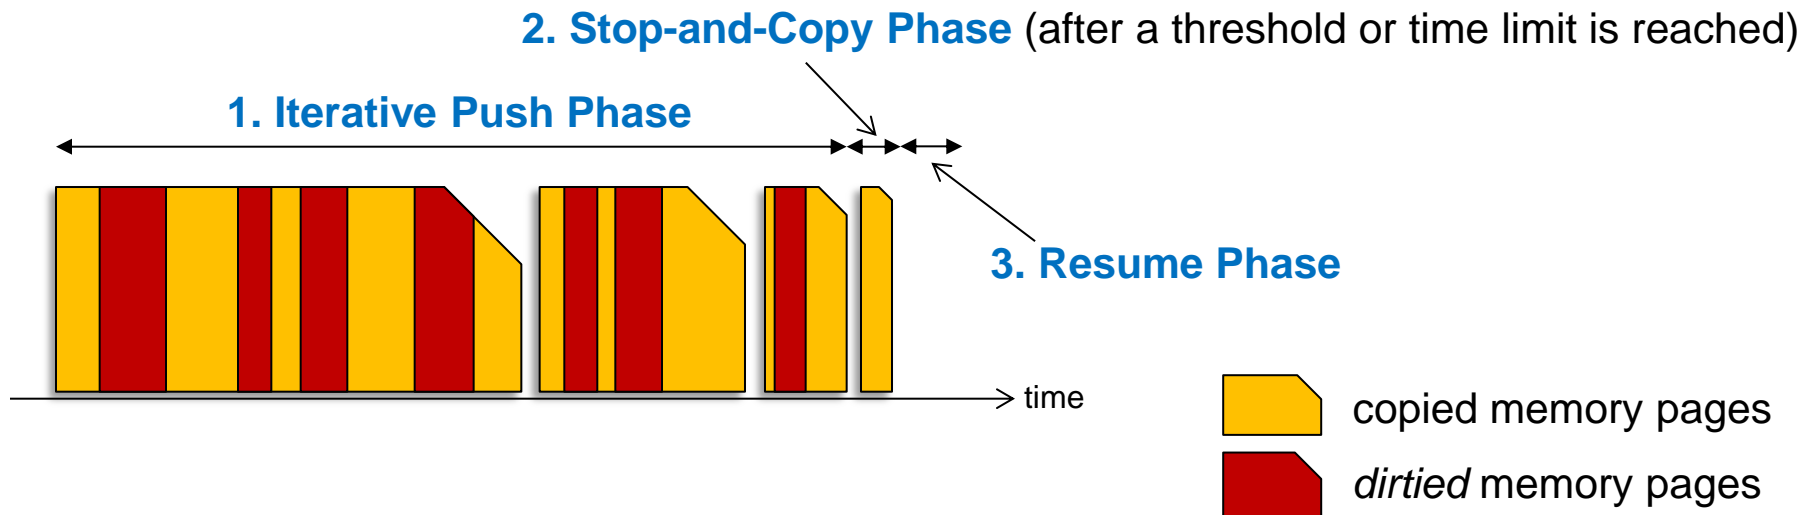 2. Stop-and-Copy Phase (after a threshold or time limit is reached)
1. Iterative Push Phase
3. Resume Phase
time
copied memory pages
dirtied memory pages